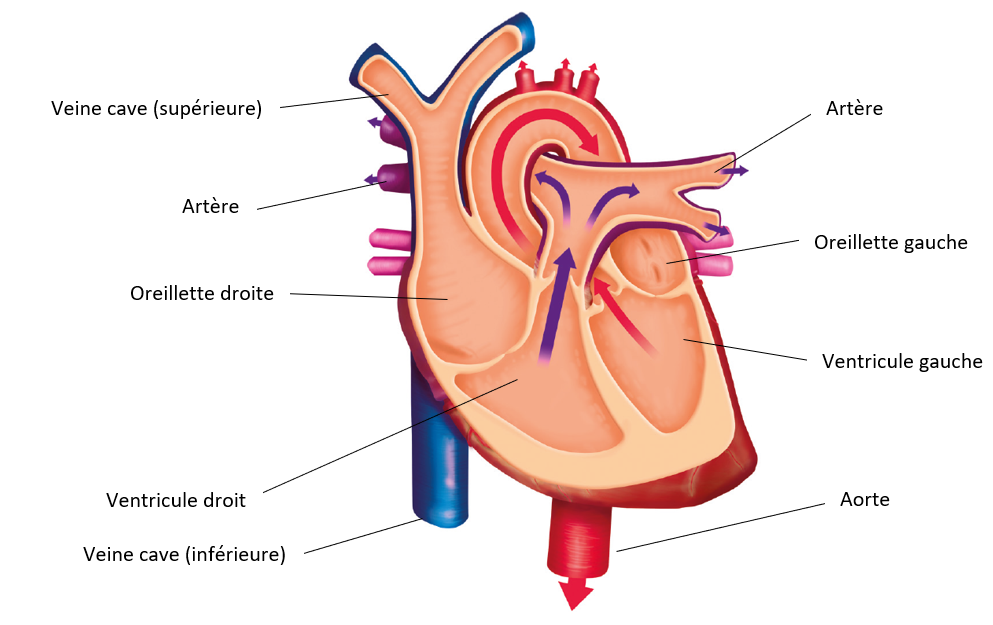 Veine cave (supérieure)
Artère
Artère
Oreillette gauche
Oreillette droite
Ventricule gauche
Ventricule droit
Aorte
Veine cave (inférieure)